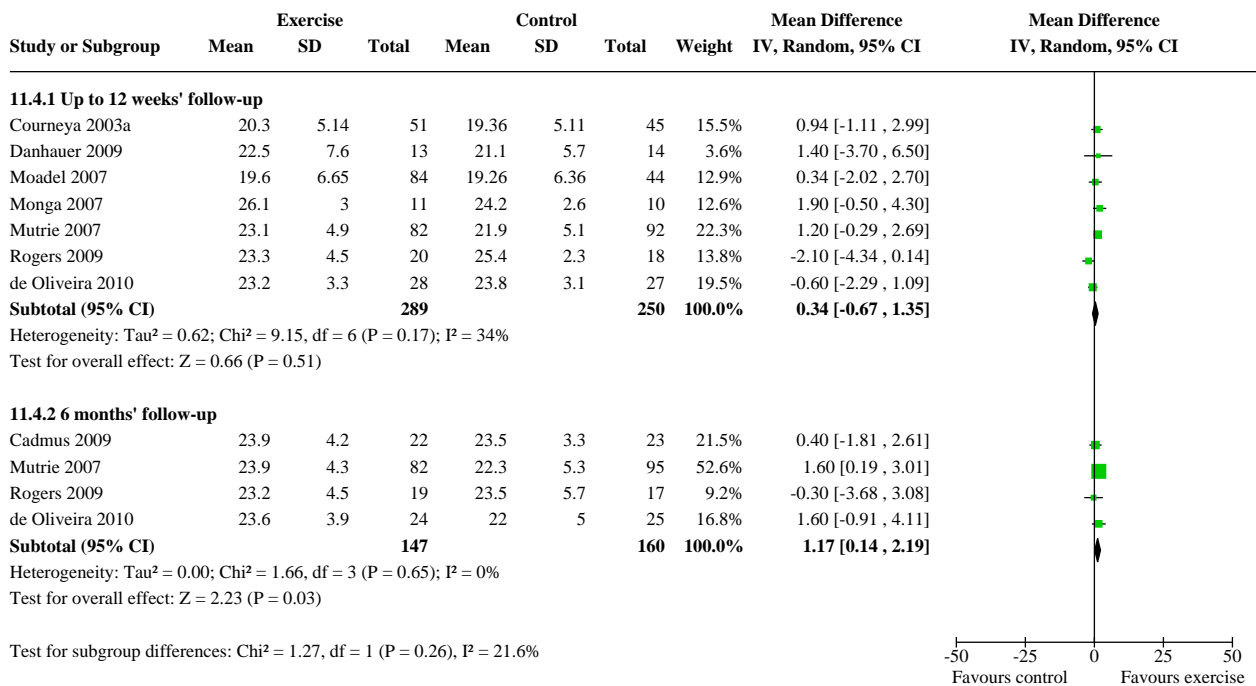 Exercise Control Mean Difference Mean Difference
Study or Subgroup Mean SD Total Mean SD Total Weight IV, Random, 95% CI IV, Random, 95% CI
11.4.1 Up to 12 weeks' follow-up
Courneya 2003a 20.3 5.14 51 19.36 5.11 45 15.5% 0.94 [-1.11 , 2.99]
Danhauer 2009 22.5 7.6 13 21.1 5.7 14 3.6% 1.40 [-3.70 , 6.50]
Moadel 2007 19.6 6.65 84 19.26 6.36 44 12.9% 0.34 [-2.02 , 2.70]
Monga 2007 26.1 3 11 24.2 2.6 10 12.6% 1.90 [-0.50 , 4.30]
Mutrie 2007 23.1 4.9 82 21.9 5.1 92 22.3% 1.20 [-0.29 , 2.69]
Rogers 2009 23.3 4.5 20 25.4 2.3 18 13.8% -2.10 [-4.34 , 0.14]
de Oliveira 2010 23.2 3.3 28 23.8 3.1 27 19.5% -0.60 [-2.29 , 1.09]
Subtotal (95% CI) 289 250 100.0% 0.34 [-0.67 , 1.35]
Heterogeneity: Tau² = 0.62; Chi² = 9.15, df = 6 (P = 0.17); I² = 34%
Test for overall effect: Z = 0.66 (P = 0.51)
11.4.2 6 months' follow-up
Cadmus 2009 23.9 4.2 22 23.5 3.3 23 21.5% 0.40 [-1.81 , 2.61]
Mutrie 2007 23.9 4.3 82 22.3 5.3 95 52.6% 1.60 [0.19 , 3.01]
Rogers 2009 23.2 4.5 19 23.5 5.7 17 9.2% -0.30 [-3.68 , 3.08]
de Oliveira 2010 23.6 3.9 24 22 5 25 16.8% 1.60 [-0.91 , 4.11]
Subtotal (95% CI) 147 160 100.0% 1.17 [0.14 , 2.19]
Heterogeneity: Tau² = 0.00; Chi² = 1.66, df = 3 (P = 0.65); I² = 0%
Test for overall effect: Z = 2.23 (P = 0.03)
Test for subgroup differences: Chi² = 1.27, df = 1 (P = 0.26), I² = 21.6%
-50 -25 0 25 50
Favours control Favours exercise